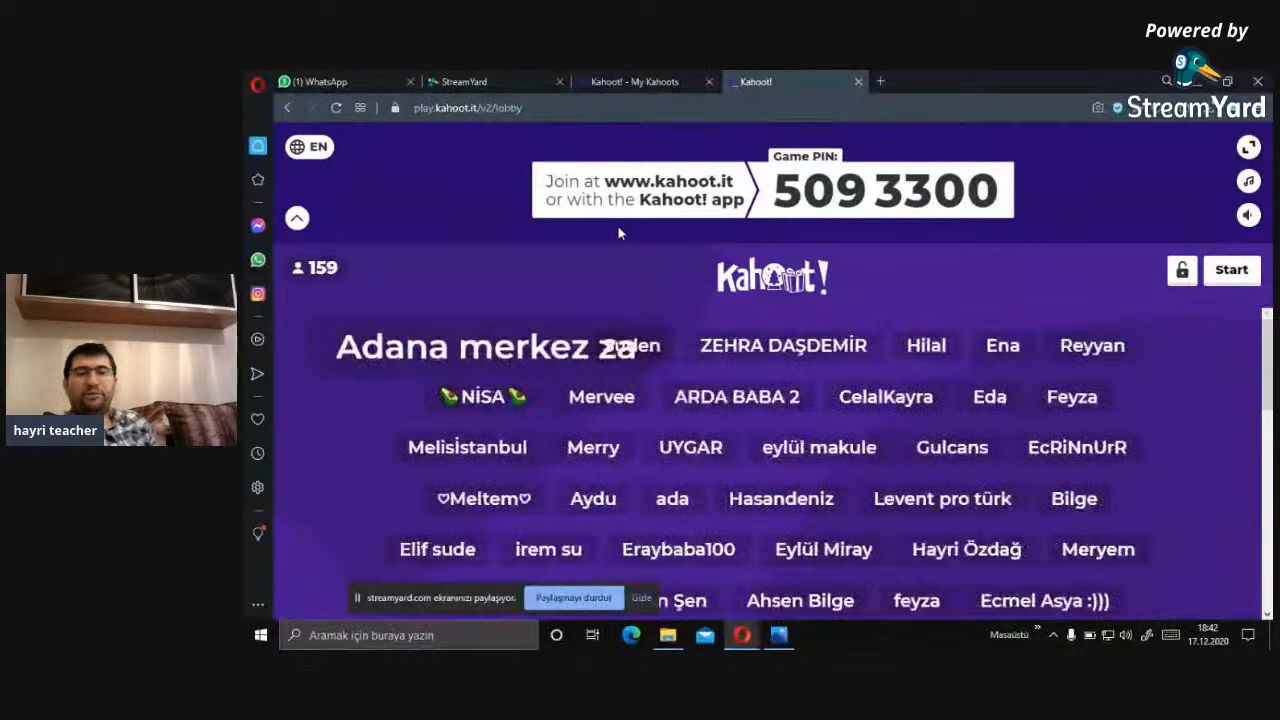 Powered by
StreamYard
(1) WhatsApp
StreamYard
Kahoot! - My Kahoots
Kahoot!
play.kahoot.it/v2/lobby
EN
Join at www.kahoot.it
or with the Kahoot! app
Game PIN:
509 3300
159
Kahoot!
Start
Adana merkez za
ZEHRA DAŞDEMİR
Hilal
Ena
Reyyan
NİSA
Mervee
ARDA BABA 2
CelalKayra
Eda
Feyza
Melisİstanbul
Merry
UYGAR
eylül makule
Gulcans
EcRiNnUrR
♡Meltem♡
Aydu
ada
Hasandeniz
Levent pro türk
Bilge
Elif sude
irem su
Eraybaba100
Eylül Miray
Hayri Özdağ
Meryem
n Şen
Ahsen Bilge
feyza
Ecmel Asya :)))
streamyard.com ekranınızı paylaşıyor.
Paylaşmayı durdur
Gizle
hayri teacher
Aramak için buraya yazın
Masaüstü
18:42
17.12.2020